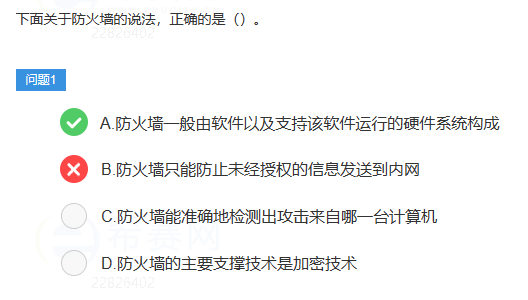 下面关于防火墙的说法，正确的是（）。
22826402
问题1
A.防火墙一般由软件以及支持该软件运行的硬件系统构成
B.防火墙只能防止未经授权的信息发送到内网
C.防火墙能准确地检测出攻击来自哪一台计算机
布赛网
D.防火墙的主要支撑技术是加密技术
22826402